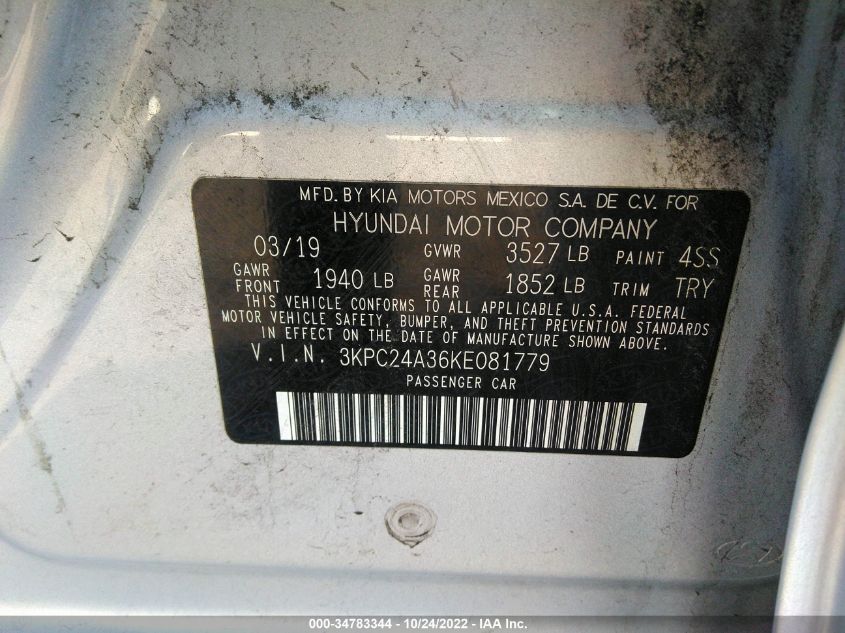 MFD. BY KIA MOTORS MEXICO S.A. DE C.V. FOR
HYUNDAI MOTOR COMPANY
03/19 GVWR 3527 LB PAINT 4SS
GAWR FRONT 1940 LB GAWR REAR 1852 LB TRIM TRY
THIS VEHICLE CONFORMS TO ALL APPLICABLE U.S.A. FEDERAL
MOTOR VEHICLE SAFETY, BUMPER, AND THEFT PREVENTION STANDARDS
IN EFFECT ON THE DATE OF MANUFACTURE SHOWN ABOVE.
V.I.N. 3KPC24A36KE081779
PASSENGER CAR
000-34783344 - 10/24/2022 - IAA Inc.